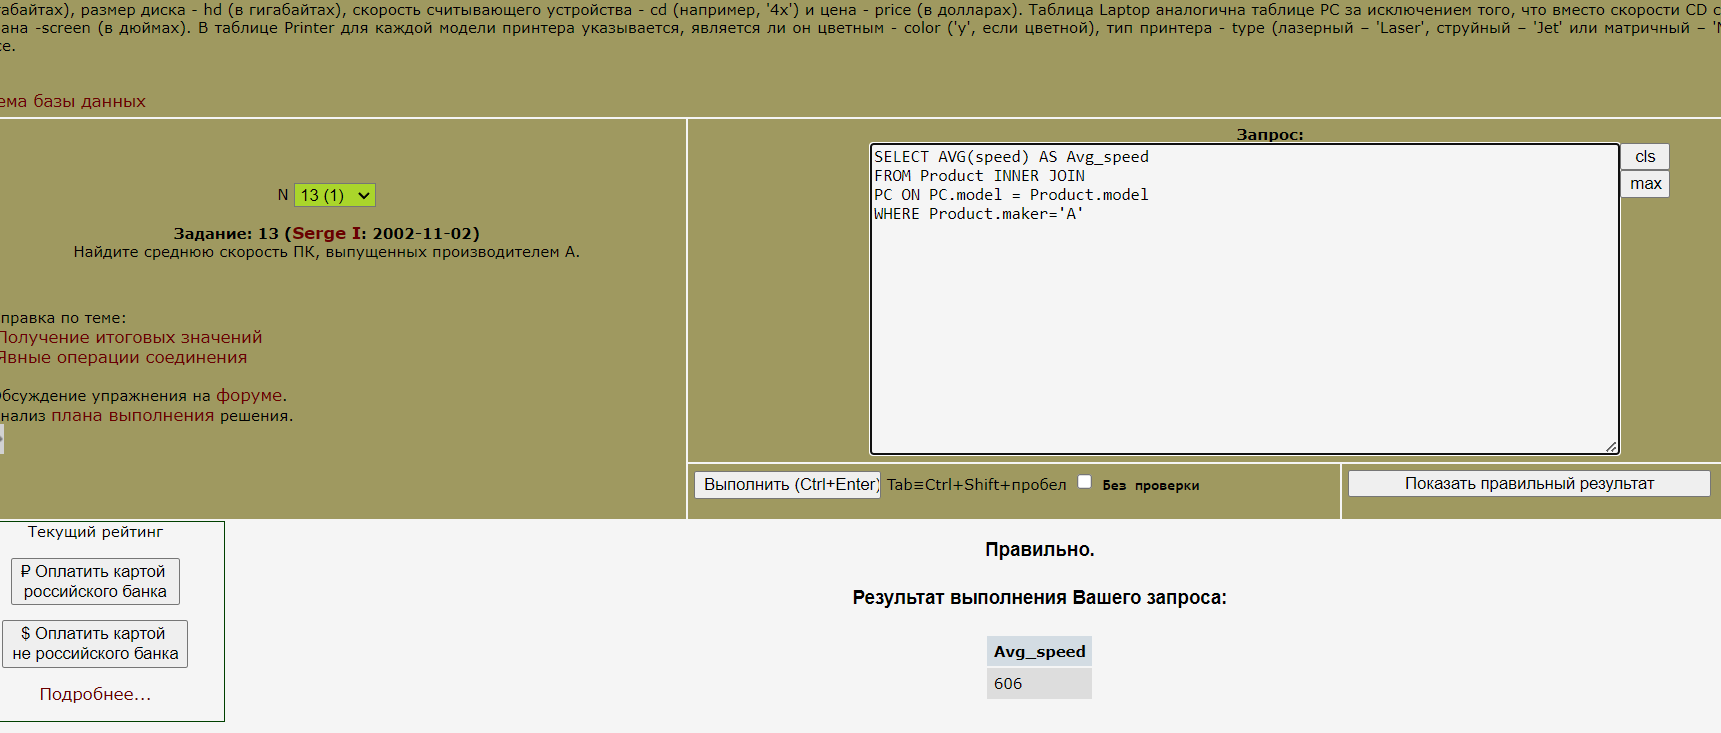 габайтах), размер диска - hd (в гигабайтах), скорость считывающего устройства - cd (например, '4x') и цена - price (в долларах). Таблица Laptop аналогична таблице PC за исключением того, что вместо скорости CD с
ана -screen (в дюймах). В таблице Printer для каждой модели принтера указывается, является ли он цветным - color ('y', если цветной), тип принтера - type (лазерный – 'Laser', струйный – 'Jet' или матричный – 'M
ce.
ема базы данных
N 13 (1)
Задание: 13 (Serge I: 2002-11-02)
Найдите среднюю скорость ПК, выпущенных производителем A.
правка по теме:
Получение итоговых значений
Явные операции соединения
Обсуждение упражнения на форуме.
нализ плана выполнения решения.
Запрос:
SELECT AVG(speed) AS Avg_speed
FROM Product INNER JOIN
PC ON PC.model = Product.model
WHERE Product.maker='A'
cls
max
Выполнить (Ctrl+Enter) Tab≡Ctrl+Shift+пробел Без проверки
Показать правильный результат
Текущий рейтинг
₽ Оплатить картой
российского банка
$ Оплатить картой
не российского банка
Подробнее...
Правильно.
Результат выполнения Вашего запроса:
Avg_speed
606